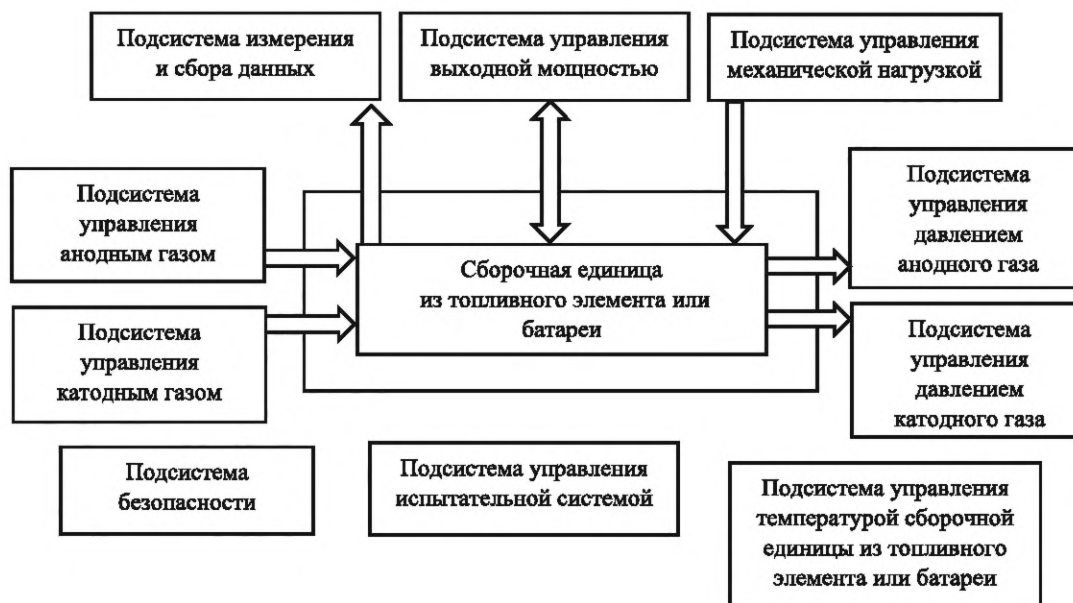 Подсистема измерения
и сбора данных
Подсистема управления
выходной мощностью
Подсистема управления
механической нагрузкой
Подсистема
управления
анодным газом
Подсистема
управления
давлением
анодного газа
Сборочная единица
из топливного элемента или
батареи
Подсистема
управления
катодным газом
Подсистема
управления
давлением
катодного газа
Подсистема
безопасности
Подсистема управления
испытательной системой
Подсистема управления
температурой сборочной
единицы из топливного
элемента или батареи